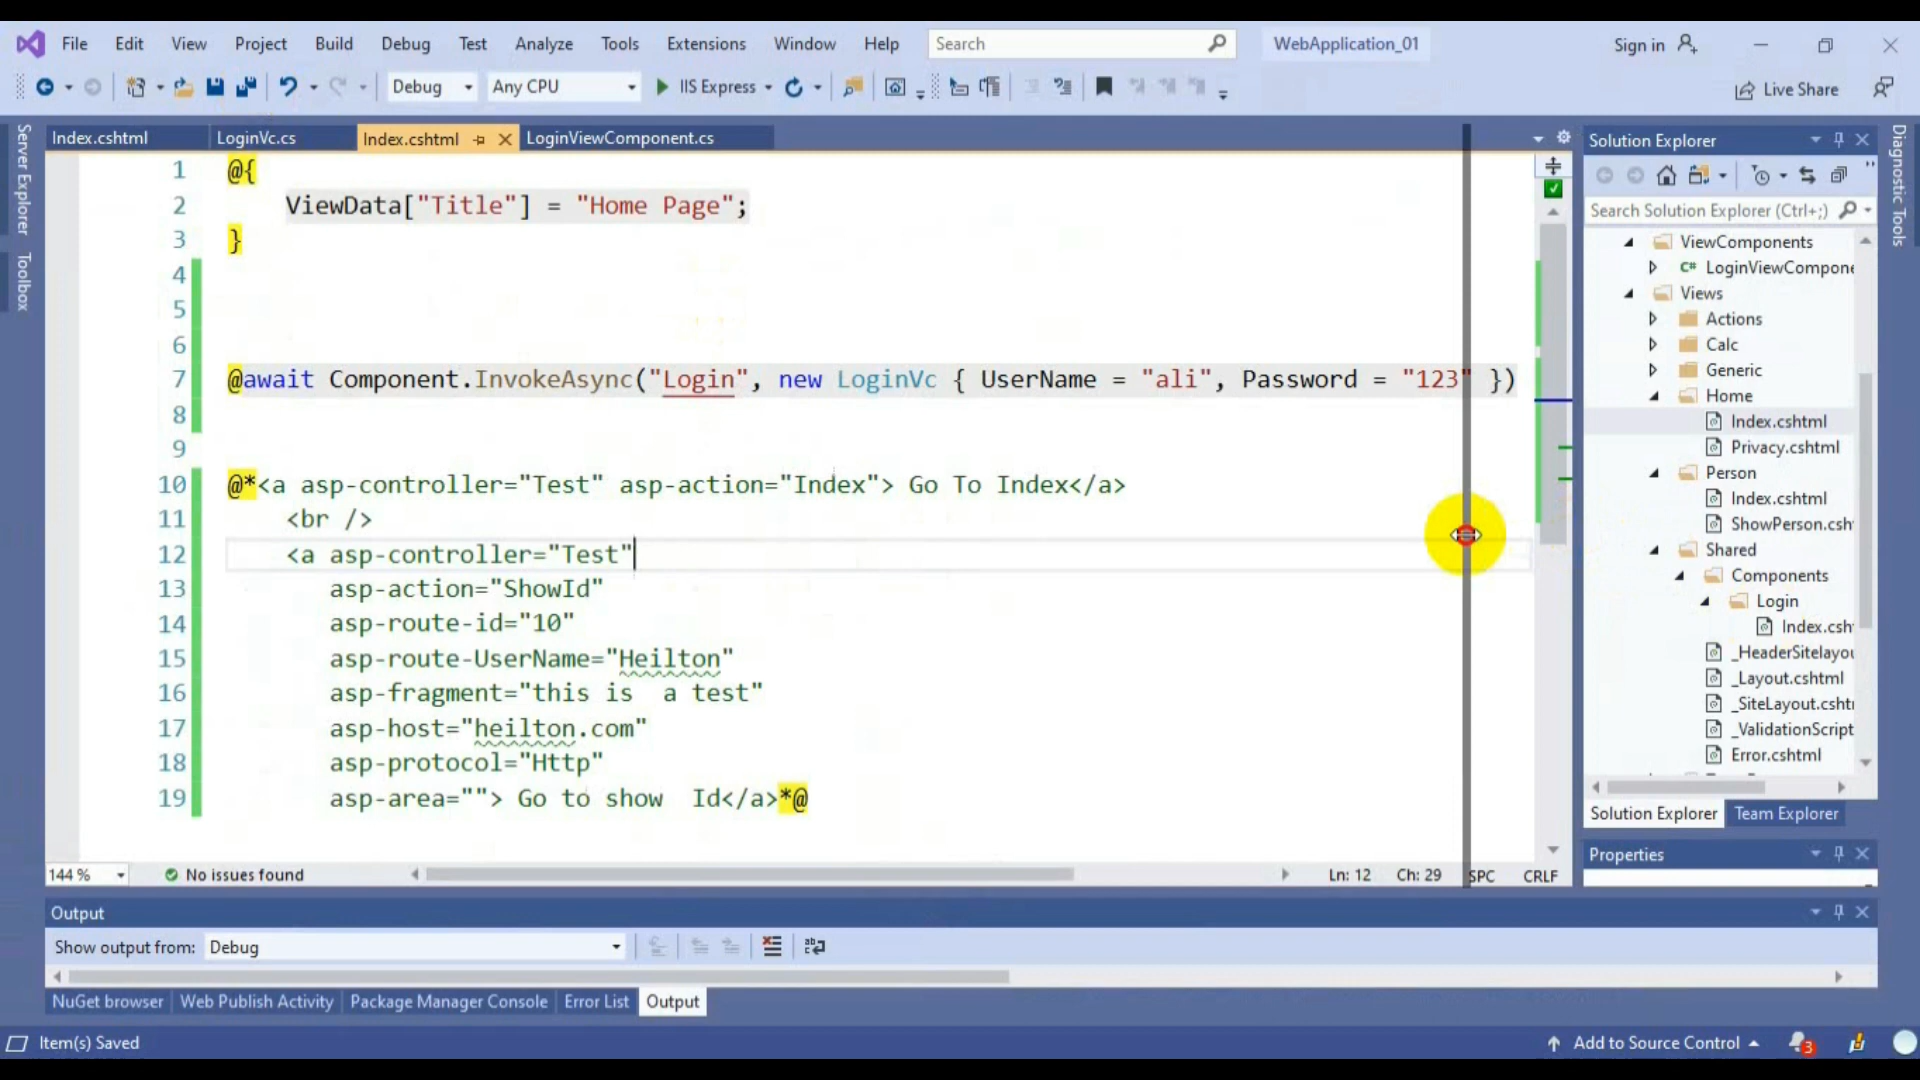 File Edit View Project Build Debug Test Analyze Tools Extensions Window Help Search WebApplication_01 Sign in
Debug Any CPU IIS Express Live Share
Server Explorer
Toolbox
Index.cshtml LoginVc.cs Index.cshtml LoginViewComponent.cs
1 @{
2 ViewData["Title"] = "Home Page";
3 }
4
5
6
7 @await Component.InvokeAsync("Login", new LoginVc { UserName = "ali", Password = "123" })
8
9
10 @*<a asp-controller="Test" asp-action="Index"> Go To Index</a>
11 <br />
12 <a asp-controller="Test"
13 asp-action="ShowId"
14 asp-route-id="10"
15 asp-route-UserName="Heilton"
16 asp-fragment="this is  a test"
17 asp-host="heilton.com"
18 asp-protocol="Http"
19 asp-area=""> Go to show  Id</a>*@
144 % No issues found Ln: 12 Ch: 29 SPC CRLF
Solution Explorer
Search Solution Explorer (Ctrl+;)
ViewComponents
C# LoginViewCompone
Views
Actions
Calc
Generic
Home
Index.cshtml
Privacy.cshtml
Person
Index.cshtml
ShowPerson.csh
Shared
Components
Login
Index.csh
_HeaderSitelayou
_Layout.cshtml
_SiteLayout.cshtı
_ValidationScript
Error.cshtml
Solution Explorer Team Explorer
Properties
Diagnostic Tools
Output
Show output from: Debug
NuGet browser Web Publish Activity Package Manager Console Error List Output
Item(s) Saved Add to Source Control 3